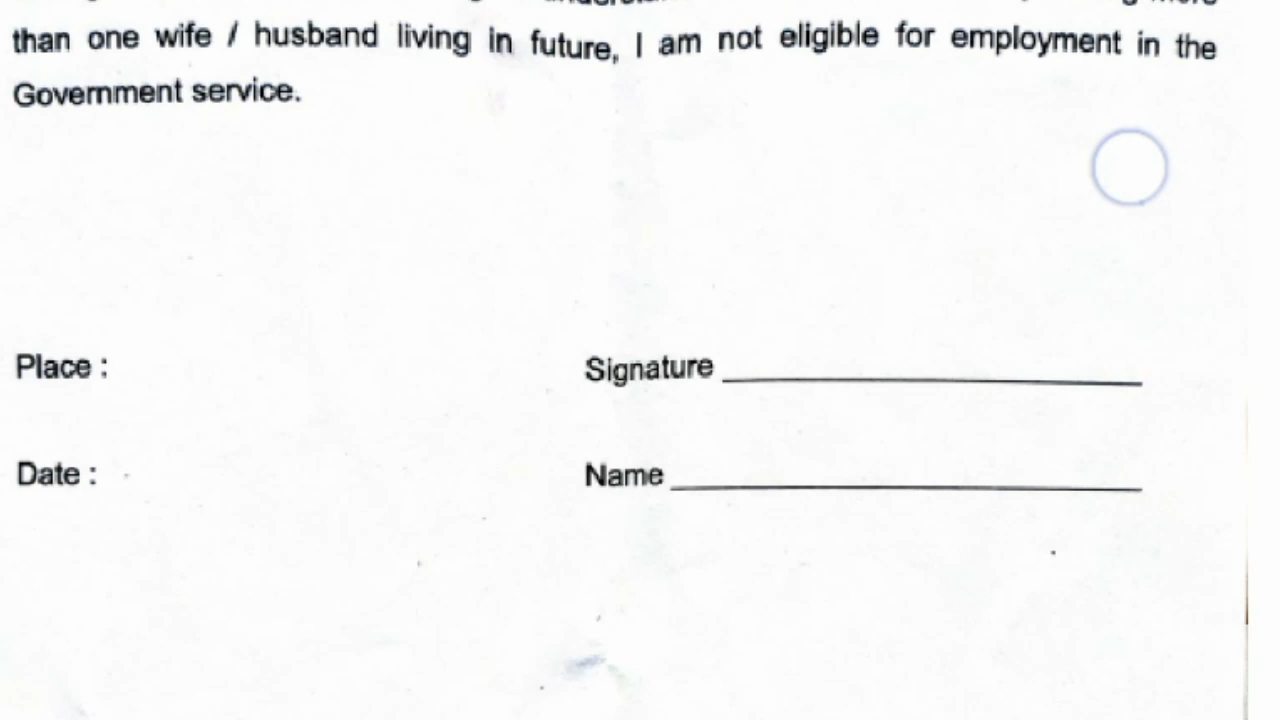 than one wife / husband living in future, I am not eligible for employment in the
Government service.
Place :
Signature
Date :
Name